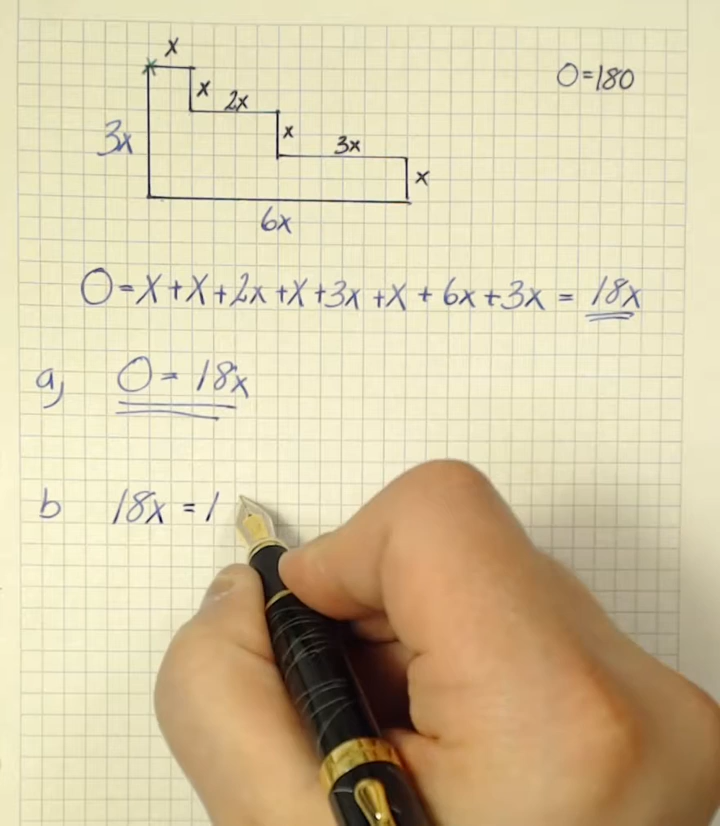 x
O=180
x
2x
3x
x
3x
x
6x
O=x+x+2x+x+3x+x+6x+3x = 18x
a) O = 18x
b 18x = 1